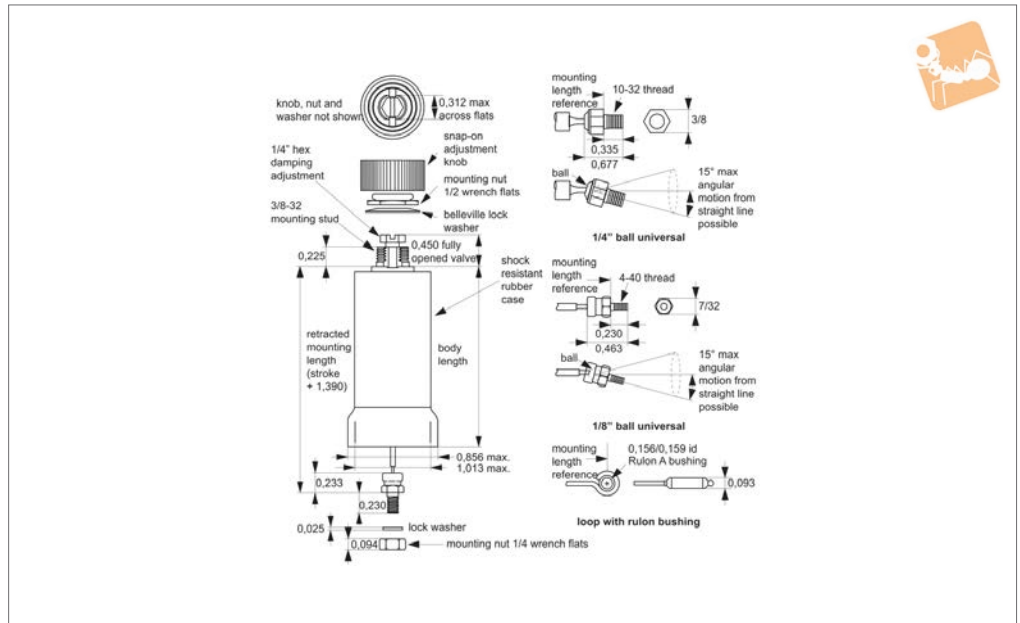 knob, nut and
washer not shown
0,312 max
across flats
1/4" hex
damping
adjustment
snap-on
adjustment
knob
mounting nut
1/2 wrench flats
3/8-32
mounting stud
belleville lock
washer
0,225
0,450 fully
opened valve
shock
resistant
rubber
case
retracted
mounting
length
(stroke
+ 1,390)
body
length
0,856 max.
1,013 max.
0,233
0,230
0,025
lock washer
0,094
mounting nut 1/4 wrench flats
mounting
length
reference
10-32 thread
3/8
0,335
0,677
ball
15° max
angular
motion from
straight line
possible
1/4" ball universal
mounting
length
reference
4-40 thread
7/32
0,230
0,463
ball
15° max
angular
motion from
straight line
possible
1/8" ball universal
mounting
length
reference
0,156/0,159 id
Rulon A bushing
0,093
loop with rulon bushing